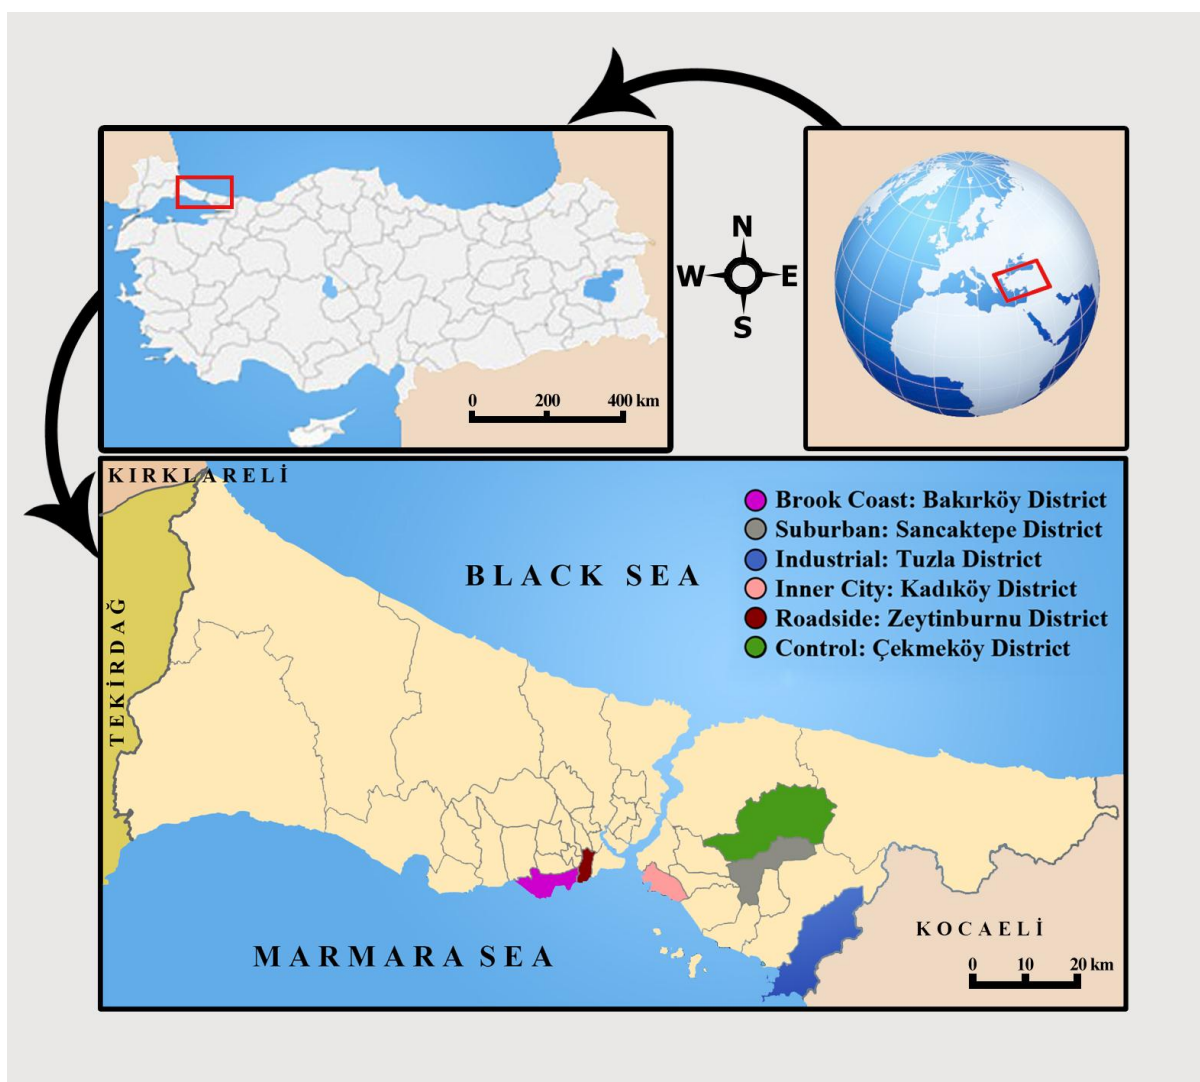 N
W E
S
0 200 400 km
KIRKLARELİ
TEKİRDAĞ
BLACK SEA
Brook Coast: Bakırköy District
Suburban: Sancaktepe District
Industrial: Tuzla District
Inner City: Kadıköy District
Roadside: Zeytinburnu District
Control: Çekmeköy District
MARMARA SEA
KOCAELİ
0 10 20 km